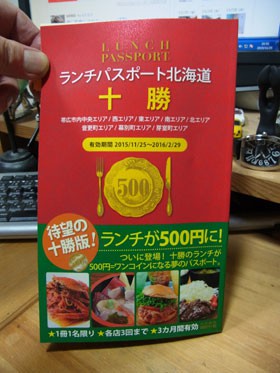 LUNCH
PASSPORT
ランチパスポート北海道
十勝
帯広市内中央エリア/西エリア/東エリア/南エリア/北エリア
音更町エリア/幕別町エリア/芽室町エリア
有効期間 2015/11/25〜2016/2/29
500
待望の
十勝版!
ランチが500円に!
ついに登場! 十勝のランチが
500円=ワンコインになる夢のパスポート。
★1冊1名限り ★各店3回まで ★3カ月間有効